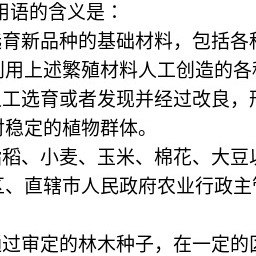 用语的含义是：
育新品种的基础材料，包括各
用上述繁殖材料人工创造的各
工选育或者发现并经过改良，
稳定的植物群体。
稻、小麦、玉米、棉花、大豆
、直辖市人民政府农业行政主
过审定的林木种子，在一定的